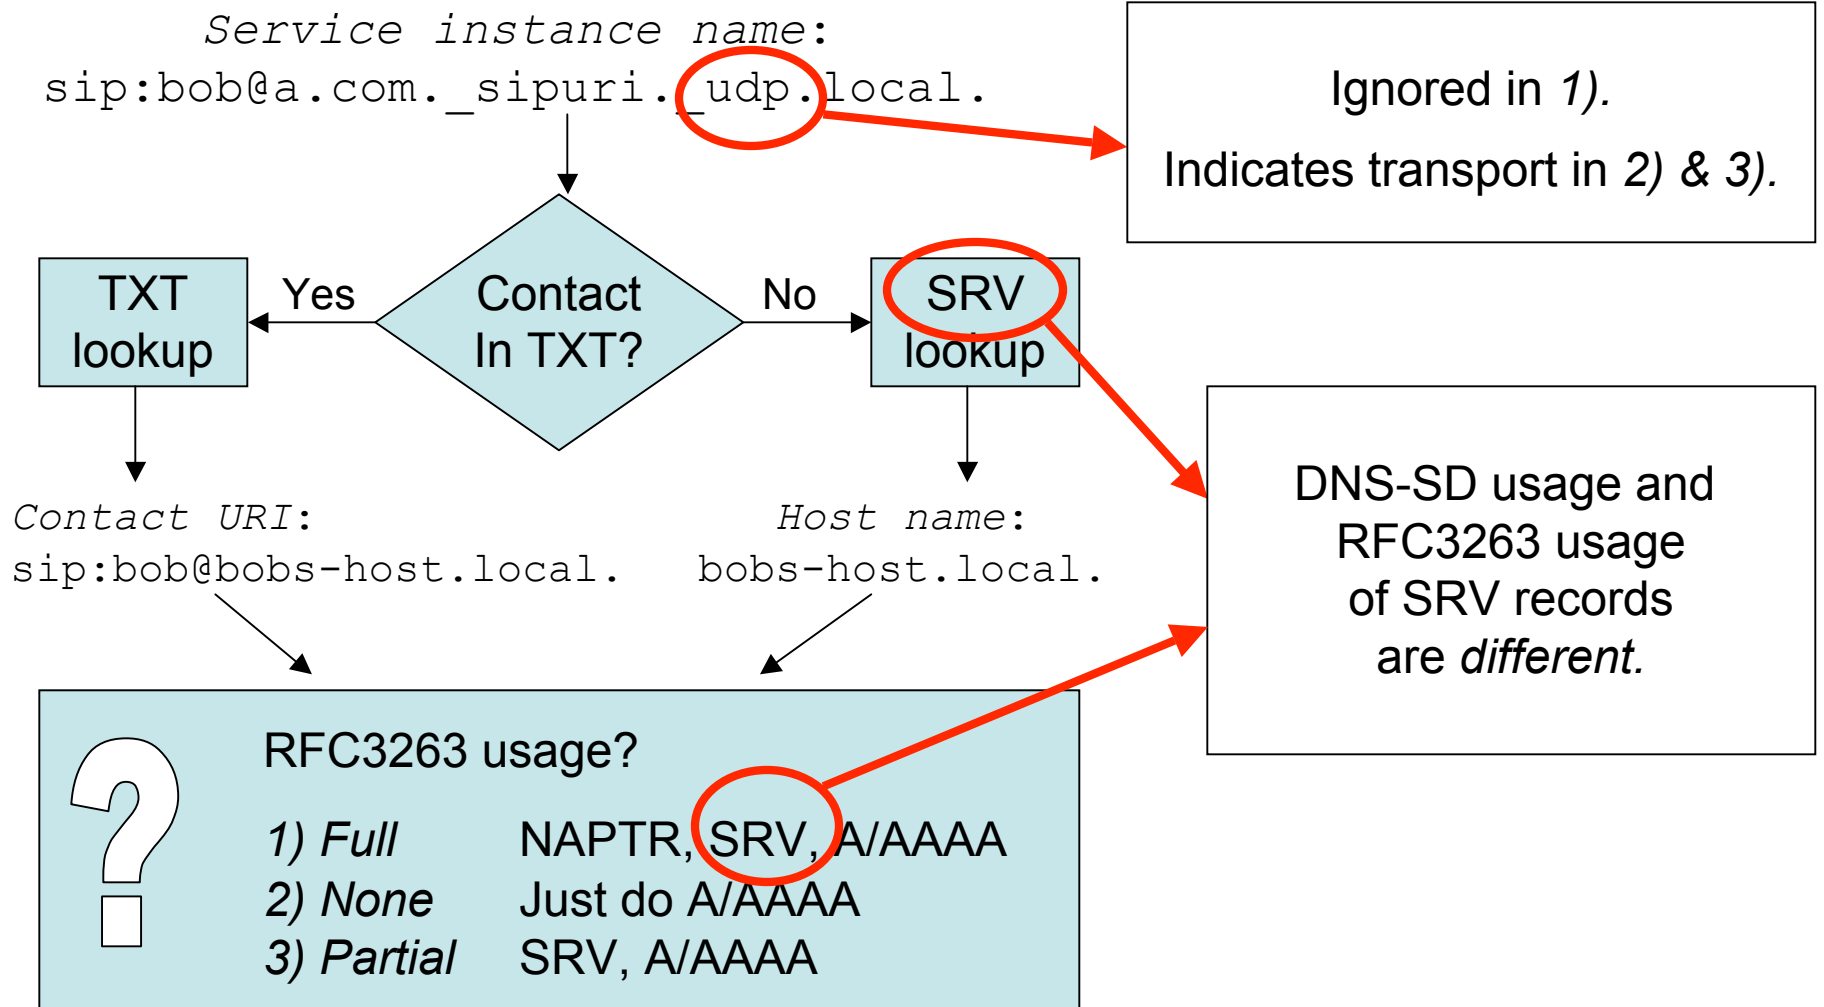 Service instance name:
sip:bob@a.com._sipuri._udp.local.
Ignored in 1).
Indicates transport in 2) & 3).
TXT
lookup
Yes
Contact
In TXT?
No
SRV
lookup
Contact URI:
sip:bob@bobs-host.local.
Host name:
bobs-host.local.
DNS-SD usage and
RFC3263 usage
of SRV records
are different.
?
RFC3263 usage?
1) Full NAPTR, SRV, A/AAAA
2) None Just do A/AAAA
3) Partial SRV, A/AAAA